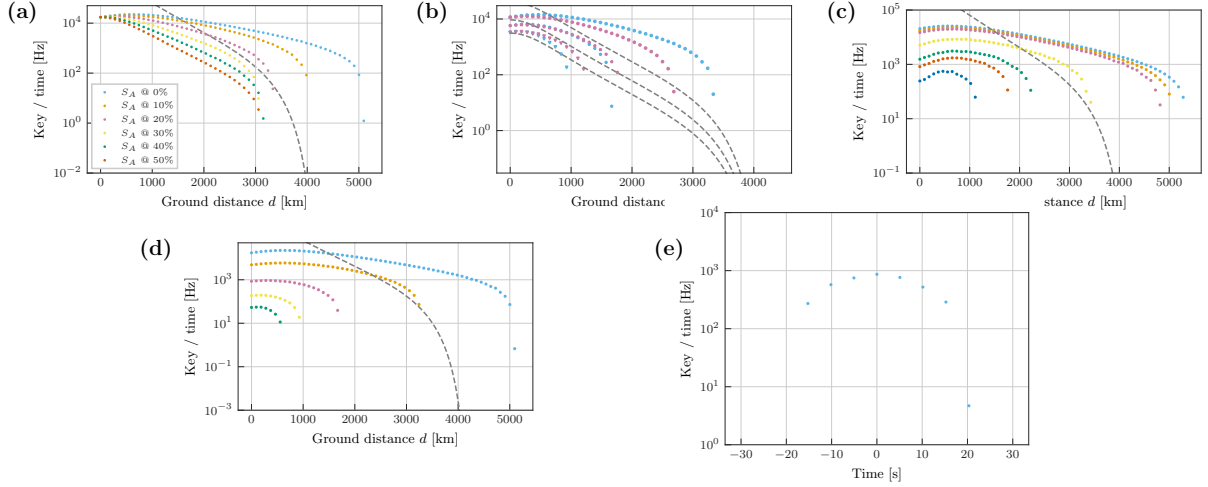 (a)
10^4
10^2
10^0
10^−2
Key / time [Hz]
S_A @ 0%
S_A @ 10%
S_A @ 20%
S_A @ 30%
S_A @ 40%
S_A @ 50%
0 1000 2000 3000 4000 5000
Ground distance d [km]
(b)
10^4
10^2
10^0
Key / time [Hz]
0 1000 2000 3000 4000
Ground distanc
(c)
10^5
10^3
10^1
10^−1
Key / time [Hz]
0 1000 2000 3000 4000 5000
stance d [km]
(d)
10^3
10^1
10^−1
10^−3
Key / time [Hz]
0 1000 2000 3000 4000 5000
Ground distance d [km]
(e)
10^4
10^3
10^2
10^1
10^0
Key / time [Hz]
−30 −20 −10 0 10 20 30
Time [s]